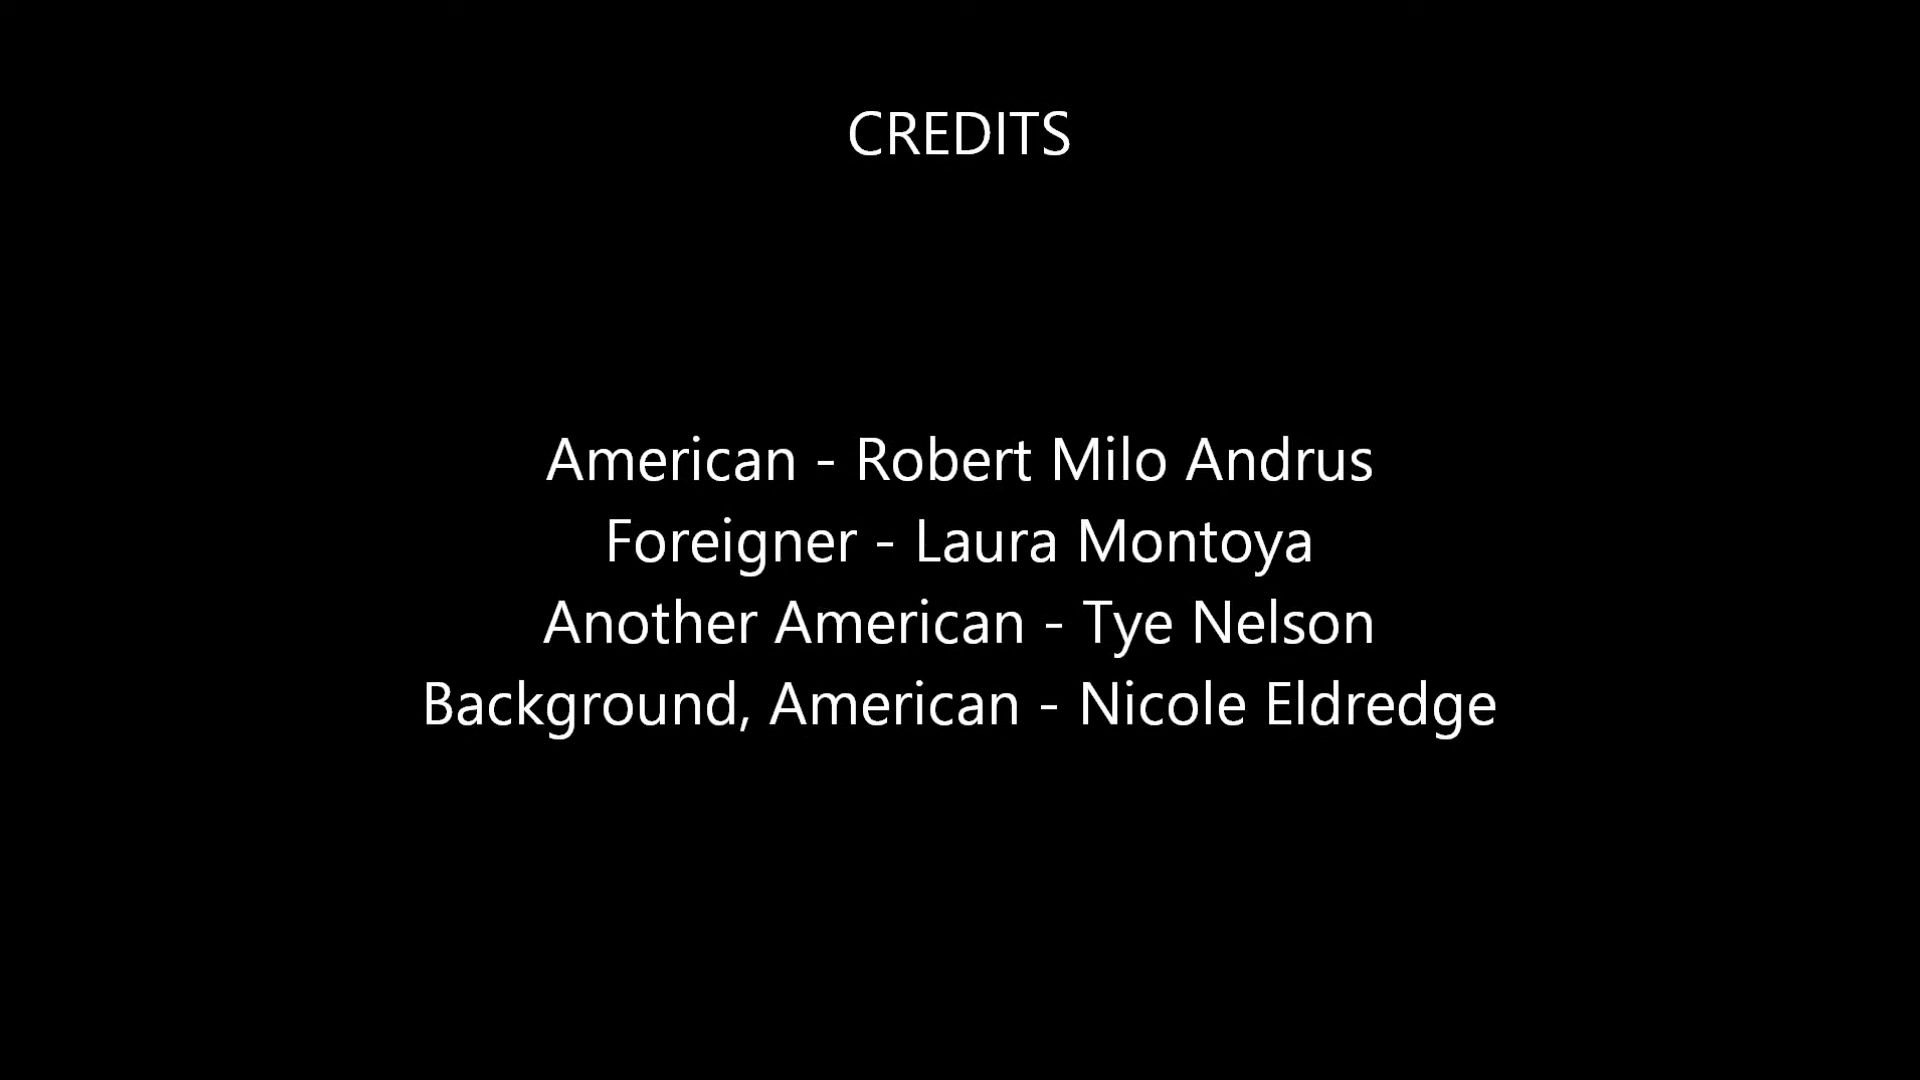 CREDITS
American - Robert Milo Andrus
Foreigner - Laura Montoya
Another American - Tye Nelson
Background, American - Nicole Eldredge